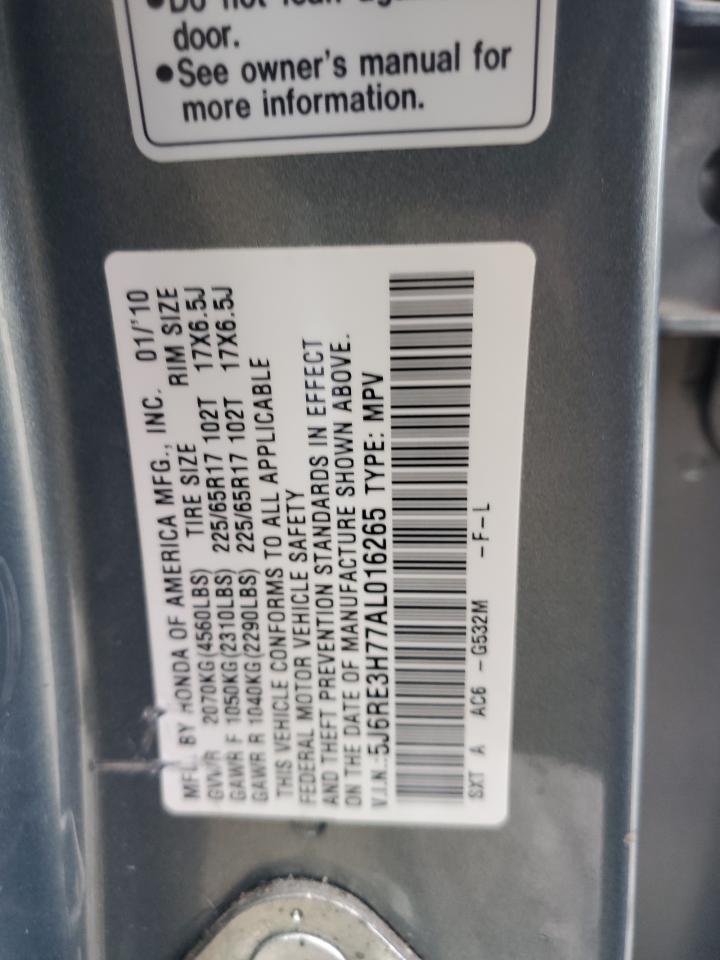 door.
●See owner's manual for
more information.
MFD. BY HONDA OF AMERICA MFG., INC. 01/'10
GVWR 2070KG(4560LBS) TIRE SIZE RIM SIZE
GAWR F 1050KG(2310LBS) 225/65R17 102T 17X6.5J
GAWR R 1040KG(2290LBS) 225/65R17 102T 17X6.5J
THIS VEHICLE CONFORMS TO ALL APPLICABLE
FEDERAL MOTOR VEHICLE SAFETY
AND THEFT PREVENTION STANDARDS IN EFFECT
ON THE DATE OF MANUFACTURE SHOWN ABOVE.
V.I.N.:5J6RE3H77AL016265 TYPE: MPV
SXT A AC6 -G532M -F-L